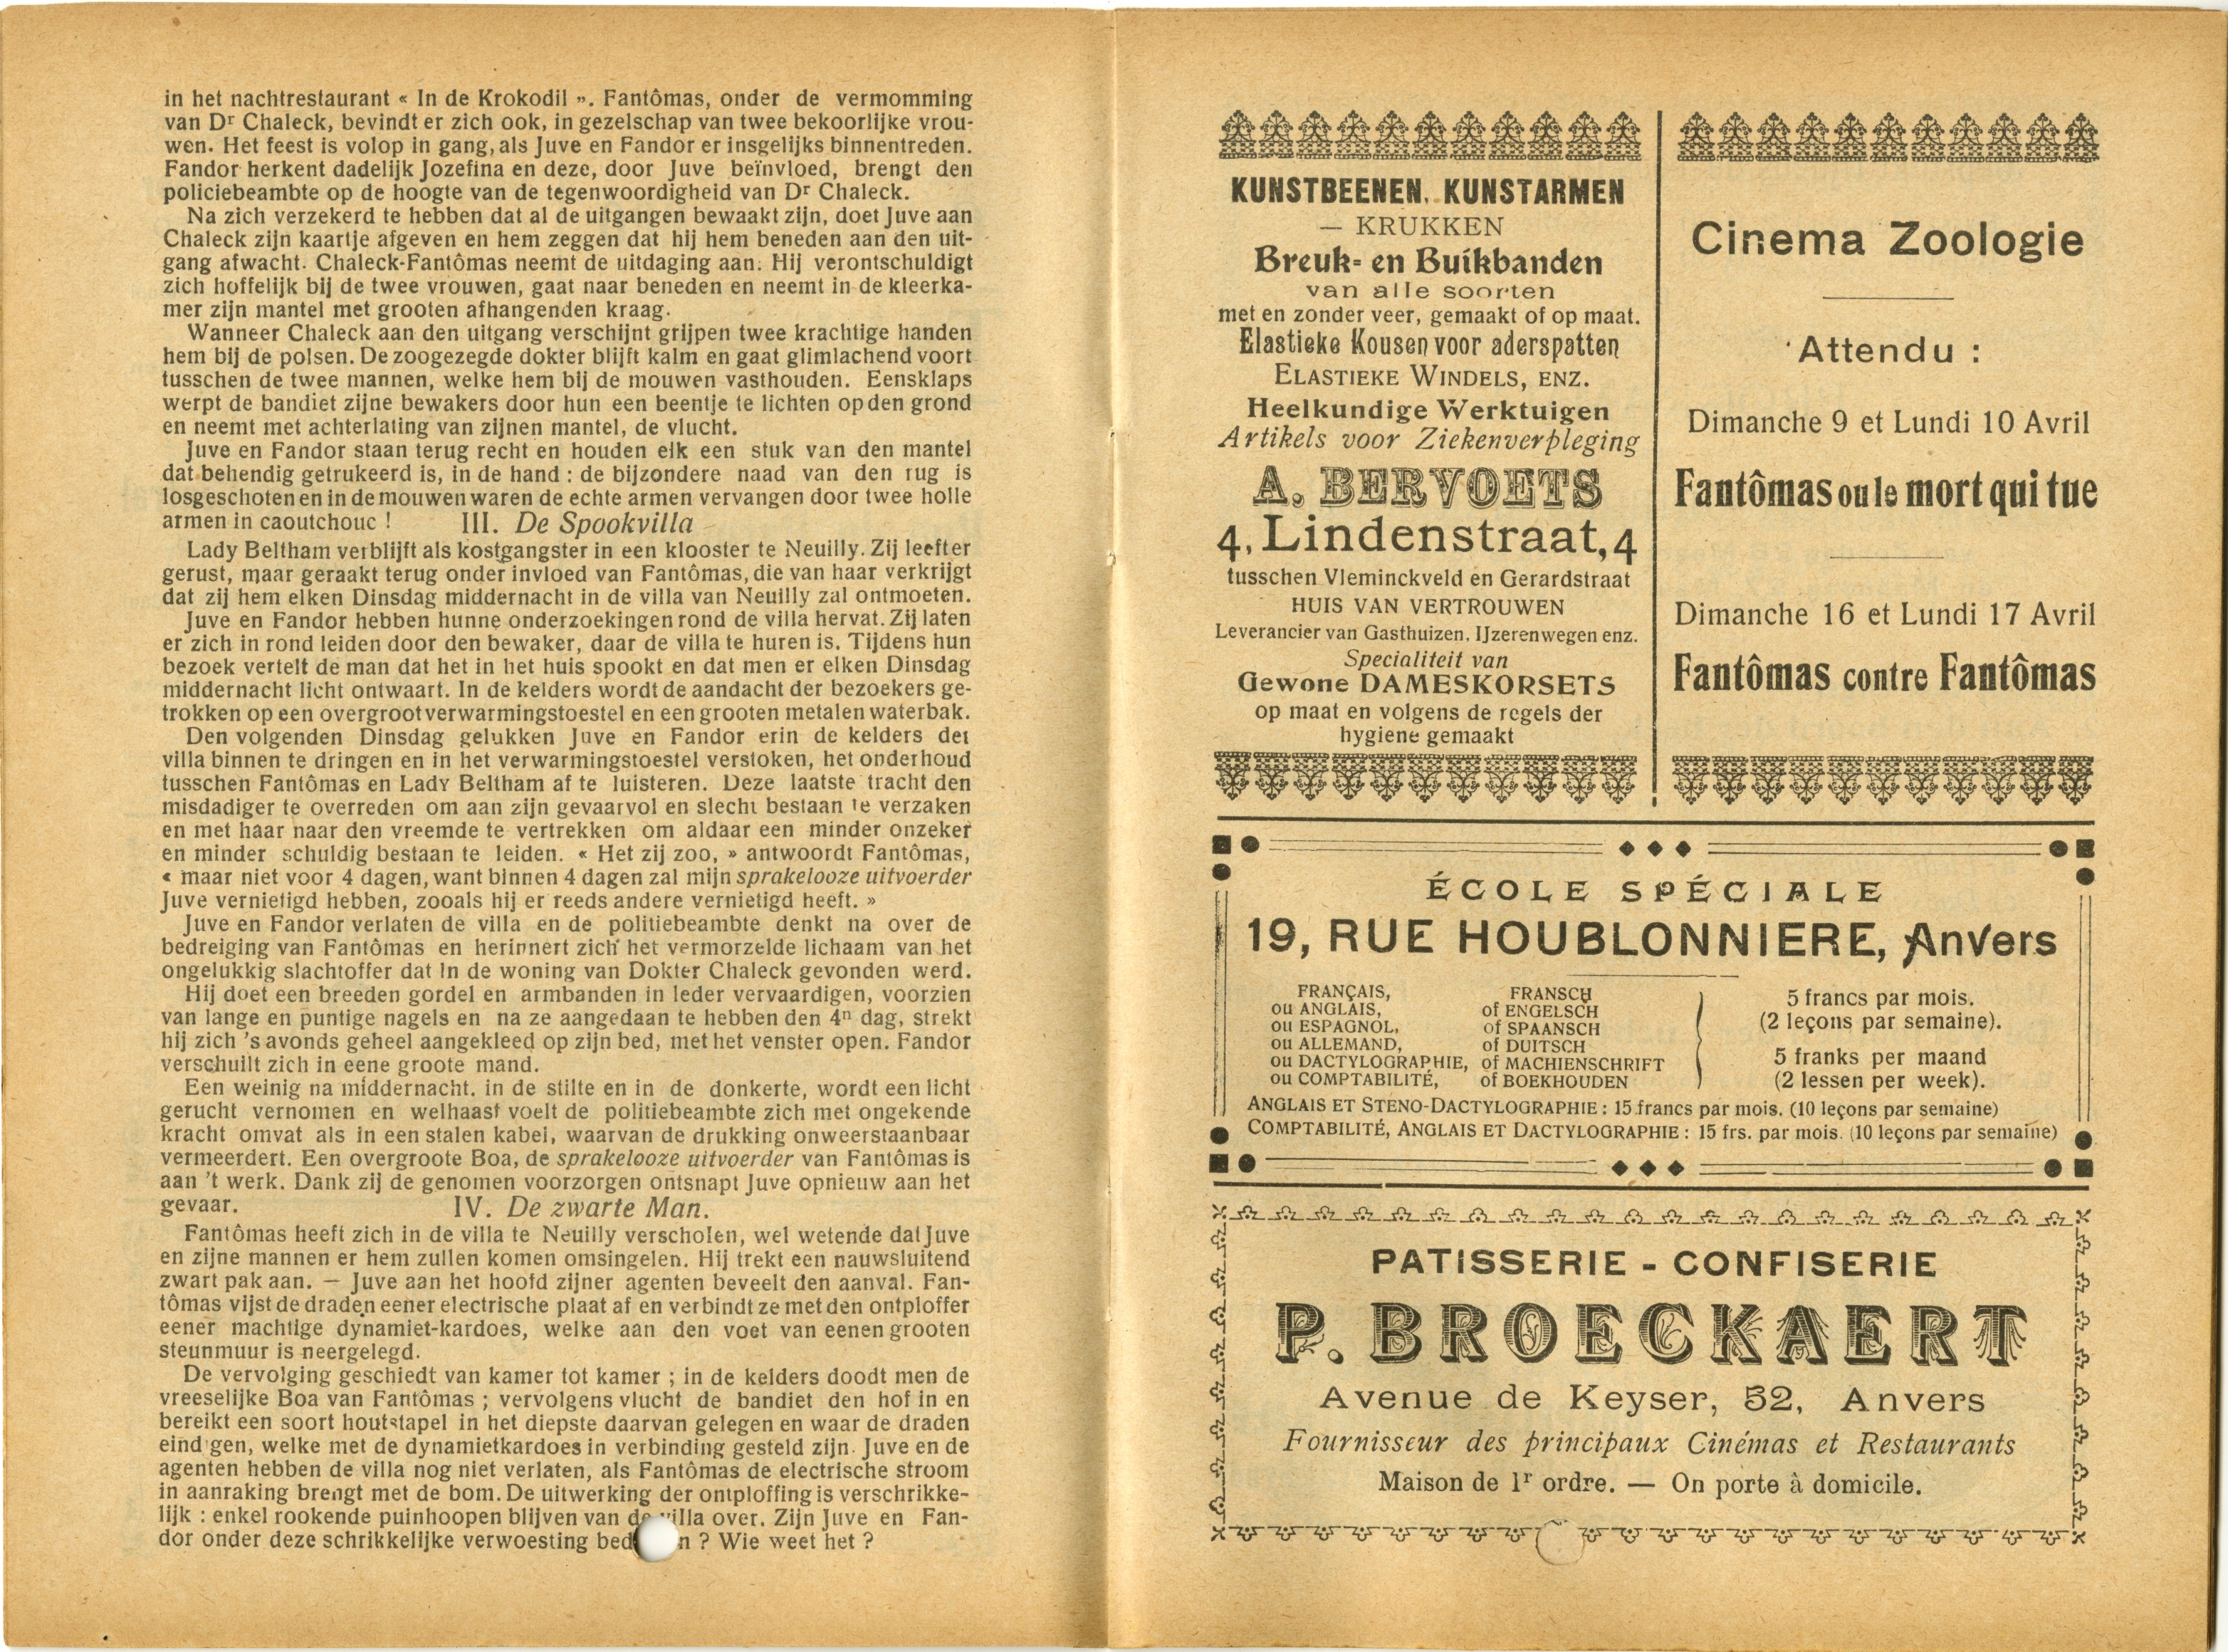 in het nachtrestaurant « In de Krokodil ». Fantômas, onder de vermomming
van Dr Chaleck, bevindt er zich ook, in gezelschap van twee bekoorlijke vrou-
wen. Het feest is volop in gang, als Juve en Fandor er insgelijks binnentreden.
Fandor herkent dadelijk Jozefina en deze, door Juve beïnvloed, brengt den
policiebeambte op de hoogte van de tegenwoordigheid van Dr Chaleck.
Na zich verzekerd te hebben dat al de uitgangen bewaakt zijn, doet Juve aan
Chaleck zijn kaartje afgeven en hem zeggen dat hij hem beneden aan den uit-
gang afwacht. Chaleck-Fantômas neemt de uitdaging aan. Hij verontschuldigt
zich hoffelijk bij de twee vrouwen, gaat naar beneden en neemt in de kleerka-
mer zijn mantel met grooten afhangenden kraag.
Wanneer Chaleck aan den uitgang verschijnt grijpen twee krachtige handen
hem bij de polsen. De zoogezegde dokter blijft kalm en gaat glimlachend voort
tusschen de twee mannen, welke hem bij de mouwen vasthouden. Eensklaps
werpt de bandiet zijne bewakers door hun een beentje te lichten op den grond
en neemt met achterlating van zijnen mantel, de vlucht.
Juve en Fandor staan terug recht en houden elk een stuk van den mantel
dat behendig getrukeerd is, in de hand : de bijzondere naad van den rug is
losgeschoten en in de mouwen waren de echte armen vervangen door twee holle
armen in caoutchouc ! III. De Spookvilla
Lady Beltham verblijft als kostgangster in een klooster te Neuilly. Zij leefter
gerust, maar geraakt terug onder invloed van Fantômas, die van haar verkrijgt
dat zij hem elken Dinsdag middernacht in de villa van Neuilly zal ontmoeten.
Juve en Fandor hebben hunne onderzoekingen rond de villa hervat. Zij laten
er zich in rond leiden door den bewaker, daar de villa te huren is. Tijdens hun
bezoek vertelt de man dat het in het huis spookt en dat men er elken Dinsdag
middernacht licht ontwaart. In de kelders wordt de aandacht der bezoekers ge-
trokken op een overgroot verwarmingstoestel en een grooten metalen waterbak.
Den volgenden Dinsdag gelukken Juve en Fandor erin de kelders der
villa binnen te dringen en in het verwarmingstoestel verstoken, het onderhoud
tusschen Fantômas en Lady Beltham af te luisteren. Deze laatste tracht den
misdadiger te overreden om aan zijn gevaarvol en slecht bestaan te verzaken
en met haar naar den vreemde te vertrekken om aldaar een minder onzeker
en minder schuldig bestaan te leiden. « Het zij zoo, » antwoordt Fantômas,
« maar niet voor 4 dagen, want binnen 4 dagen zal mijn sprakelooze uitvoerder
Juve vernietigd hebben, zooals hij er reeds andere vernietigd heeft. »
Juve en Fandor verlaten de villa en de politiebeambte denkt na over de
bedreiging van Fantômas en herinnert zich het vermorzelde lichaam van het
ongelukkig slachtoffer dat in de woning van Dokter Chaleck gevonden werd.
Hij doet een breeden gordel en armbanden in leder vervaardigen, voorzien
van lange en puntige nagels en na ze aangedaan te hebben den 4n dag, strekt
hij zich 's avonds geheel aangekleed op zijn bed, met het venster open. Fandor
verschuilt zich in eene groote mand.
Een weinig na middernacht. in de stilte en in de donkerte, wordt een licht
gerucht vernomen en welhaast voelt de politiebeambte zich met ongekende
kracht omvat als in een stalen kabel, waarvan de drukking onweerstaanbaar
vermeerdert. Een overgroote Boa, de sprakelooze uitvoerder van Fantômas is
aan 't werk. Dank zij de genomen voorzorgen ontsnapt Juve opnieuw aan het
gevaar. IV. De zwarte Man.
Fantômas heeft zich in de villa te Neuilly verscholen, wel wetende dat Juve
en zijne mannen er hem zullen komen omsingelen. Hij trekt een nauwsluitend
zwart pak aan. — Juve aan het hoofd zijner agenten beveelt den aanval. Fan-
tômas vijst de draden eener electrische plaat af en verbindt ze met den ontploffer
eener machtige dynamiet-kardoes, welke aan den voet van eenen grooten
steunmuur is neergelegd.
De vervolging geschiedt van kamer tot kamer ; in de kelders doodt men de
vreeselijke Boa van Fantômas ; vervolgens vlucht de bandiet den hof in en
bereikt een soort houtstapel in het diepste daarvan gelegen en waar de draden
eind gen, welke met de dynamietkardoes in verbinding gesteld zijn. Juve en de
agenten hebben de villa nog niet verlaten, als Fantômas de electrische stroom
in aanraking brengt met de bom. De uitwerking der ontploffing is verschrikke-
lijk : enkel rookende puinhoopen blijven van de villa over. Zijn Juve en Fan-
dor onder deze schrikkelijke verwoesting bed n ? Wie weet het ?
KUNSTBEENEN. KUNSTARMEN
— KRUKKEN
Breuk- en Buikbanden
van alle soorten
met en zonder veer, gemaakt of op maat.
Elastieke Kousen voor aderspatten
ELASTIEKE WINDELS, ENZ.
Heelkundige Werktuigen
Artikels voor Ziekenverpleging
A. BERVOETS
4, Lindenstraat, 4
tusschen Vleminckveld en Gerardstraat
HUIS VAN VERTROUWEN
Leverancier van Gasthuizen, IJzerenwegen enz.
Specialiteit van
Gewone DAMESKORSETS
op maat en volgens de regels der
hygiene gemaakt
Cinema Zoologie
Attendu :
Dimanche 9 et Lundi 10 Avril
Fantômas ou le mort qui tue
Dimanche 16 et Lundi 17 Avril
Fantômas contre Fantômas
ÉCOLE SPÉCIALE
19, RUE HOUBLONNIERE, Anvers
FRANÇAIS, FRANSCH
ou ANGLAIS, of ENGELSCH
ou ESPAGNOL, of SPAANSCH
ou ALLEMAND, of DUITSCH
ou DACTYLOGRAPHIE, of MACHIENSCHRIFT
ou COMPTABILITÉ, of BOEKHOUDEN
5 francs par mois.
(2 leçons par semaine).
5 franks per maand
(2 lessen per week).
ANGLAIS ET STENO-DACTYLOGRAPHIE : 15 francs par mois. (10 leçons par semaine)
COMPTABILITÉ, ANGLAIS ET DACTYLOGRAPHIE : 15 frs. par mois. (10 leçons par semaine)
PATISSERIE - CONFISERIE
P. BROECKAERT
Avenue de Keyser, 52, Anvers
Fournisseur des principaux Cinémas et Restaurants
Maison de 1r ordre. — On porte à domicile.